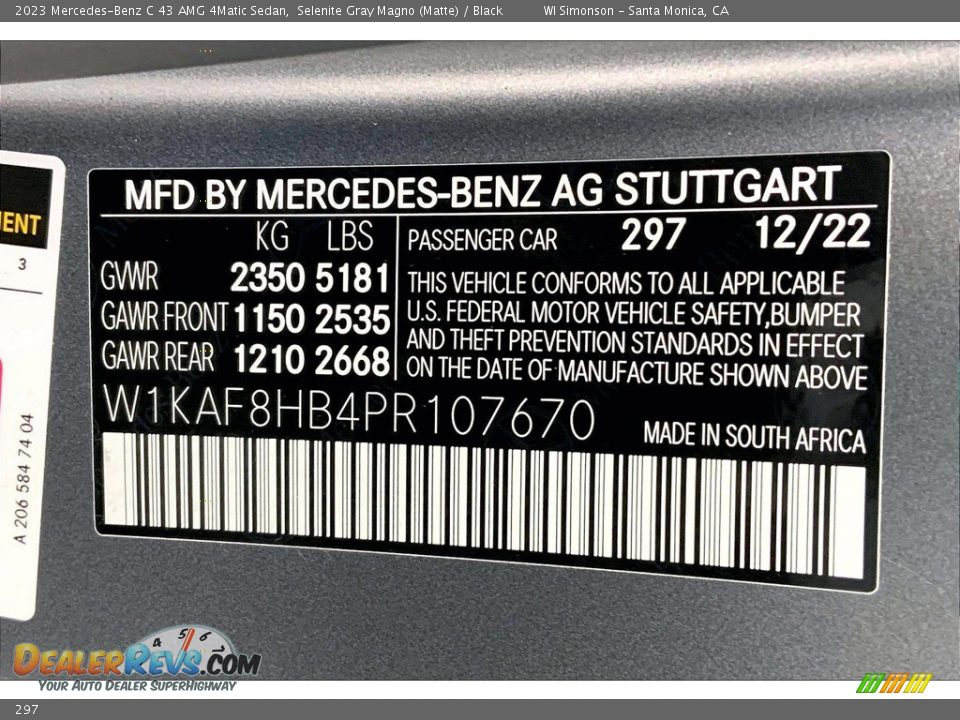 2023 Mercedes-Benz C 43 AMG 4Matic Sedan, Selenite Gray Magno (Matte) / Black WI Simonson - Santa Monica, CA
MFD BY MERCEDES-BENZ AG STUTTGART
KG LBS
GVWR 2350 5181
GAWR FRONT 1150 2535
GAWR REAR 1210 2668
PASSENGER CAR 297 12/22
THIS VEHICLE CONFORMS TO ALL APPLICABLE
U.S. FEDERAL MOTOR VEHICLE SAFETY,BUMPER
AND THEFT PREVENTION STANDARDS IN EFFECT
ON THE DATE OF MANUFACTURE SHOWN ABOVE
W1KAF8HB4PR107670
MADE IN SOUTH AFRICA
3
A 206 584 74 04
4 5 6 7
DEALERREVS.COM
YOUR AUTO DEALER SUPERHIGHWAY
297